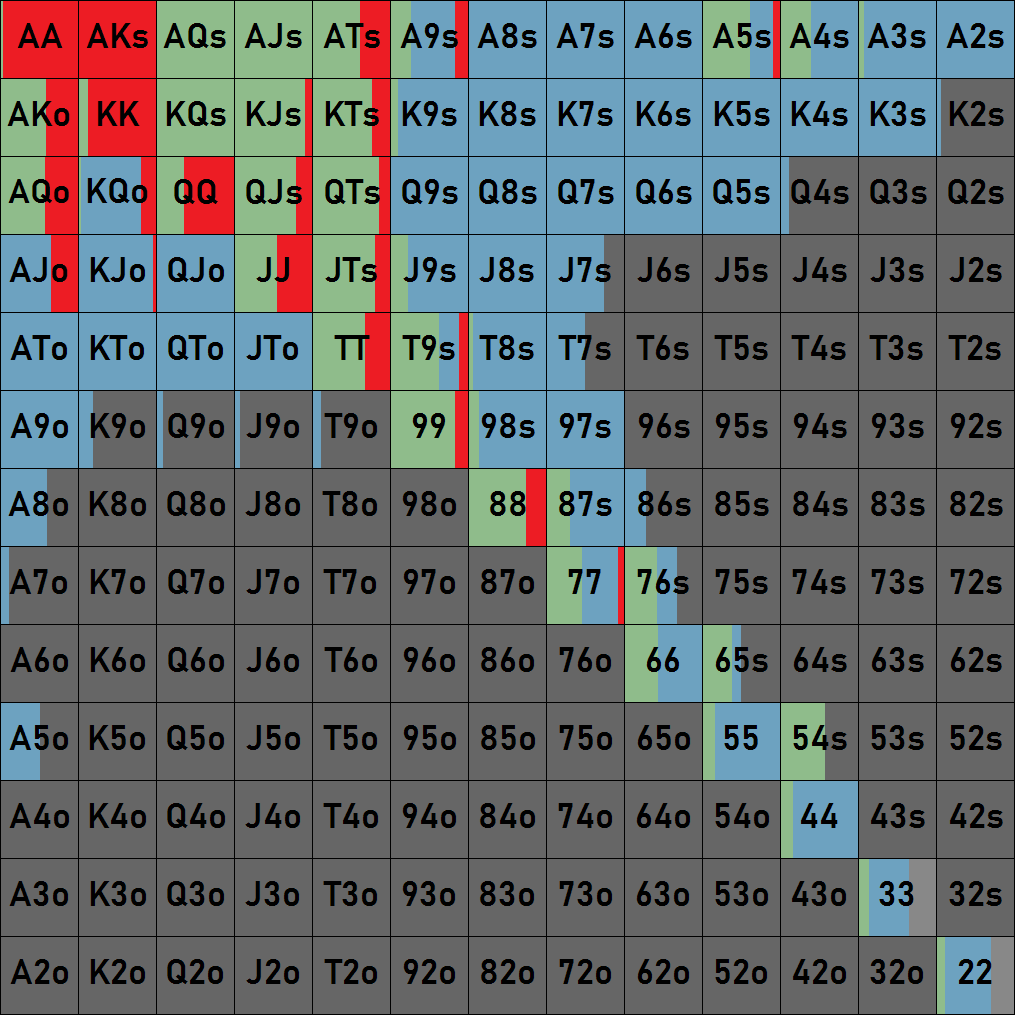 AA AKs AQs AJs ATs A9s A8s A7s A6s A5s A4s A3s A2s
AKo KK KQs KJs KTs K9s K8s K7s K6s K5s K4s K3s K2s
AQo KQo QQ QJs QTs Q9s Q8s Q7s Q6s Q5s Q4s Q3s Q2s
AJo KJo QJo JJ JTs J9s J8s J7s J6s J5s J4s J3s J2s
ATo KTo QTo JTo TT T9s T8s T7s T6s T5s T4s T3s T2s
A9o K9o Q9o J9o T9o 99 98s 97s 96s 95s 94s 93s 92s
A8o K8o Q8o J8o T8o 98o 88 87s 86s 85s 84s 83s 82s
A7o K7o Q7o J7o T7o 97o 87o 77 76s 75s 74s 73s 72s
A6o K6o Q6o J6o T6o 96o 86o 76o 66 65s 64s 63s 62s
A5o K5o Q5o J5o T5o 95o 85o 75o 65o 55 54s 53s 52s
A4o K4o Q4o J4o T4o 94o 84o 74o 64o 54o 44 43s 42s
A3o K3o Q3o J3o T3o 93o 83o 73o 63o 53o 43o 33 32s
A2o K2o Q2o J2o T2o 92o 82o 72o 62o 52o 42o 32o 22